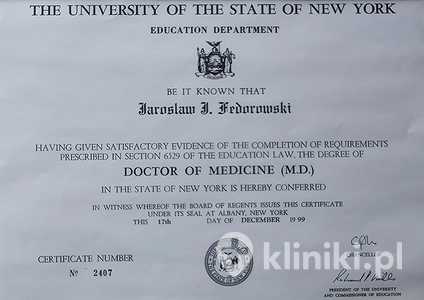 THE UNIVERSITY OF THE STATE OF NEW YORK
EDUCATION DEPARTMENT
BE IT KNOWN THAT
Jaroslaw J. Fedorowski
HAVING GIVEN SATISFACTORY EVIDENCE OF THE COMPLETION OF REQUIREMENTS
PRESCRIBED IN SECTION 6529 OF THE EDUCATION LAW, THE DEGREE OF
DOCTOR OF MEDICINE (M.D.)
IN THE STATE OF NEW YORK IS HEREBY CONFERRED
IN WITNESS WHEREOF THE BOARD OF REGENTS ISSUES THIS CERTIFICATE
UNDER ITS SEAL AT ALBANY, NEW YORK
THIS 17th DAY OF DECEMBER 1999
kliniki.pl
CHANCELLOR
CERTIFICATE NUMBER
Nº 2407
PRESIDENT OF THE UNIVERSITY
AND COMMISSIONER OF EDUCATION